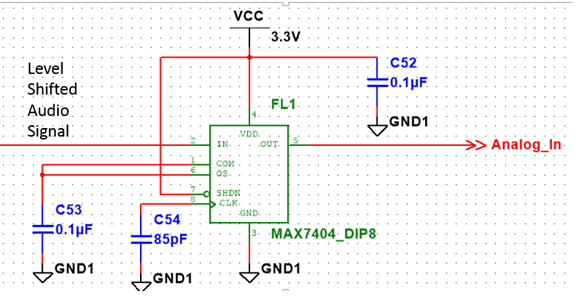 VCC
3.3V
Level
Shifted
Audio
Signal
C52
0.1µF
GND1
FL1
4
VDD
2
IN
OUT
5
Analog_In
1
COM
6
OS
7
SHDN
8
CLK
GND
3
MAX7404_DIP8
C53
0.1µF
GND1
C54
85pF
GND1
GND1